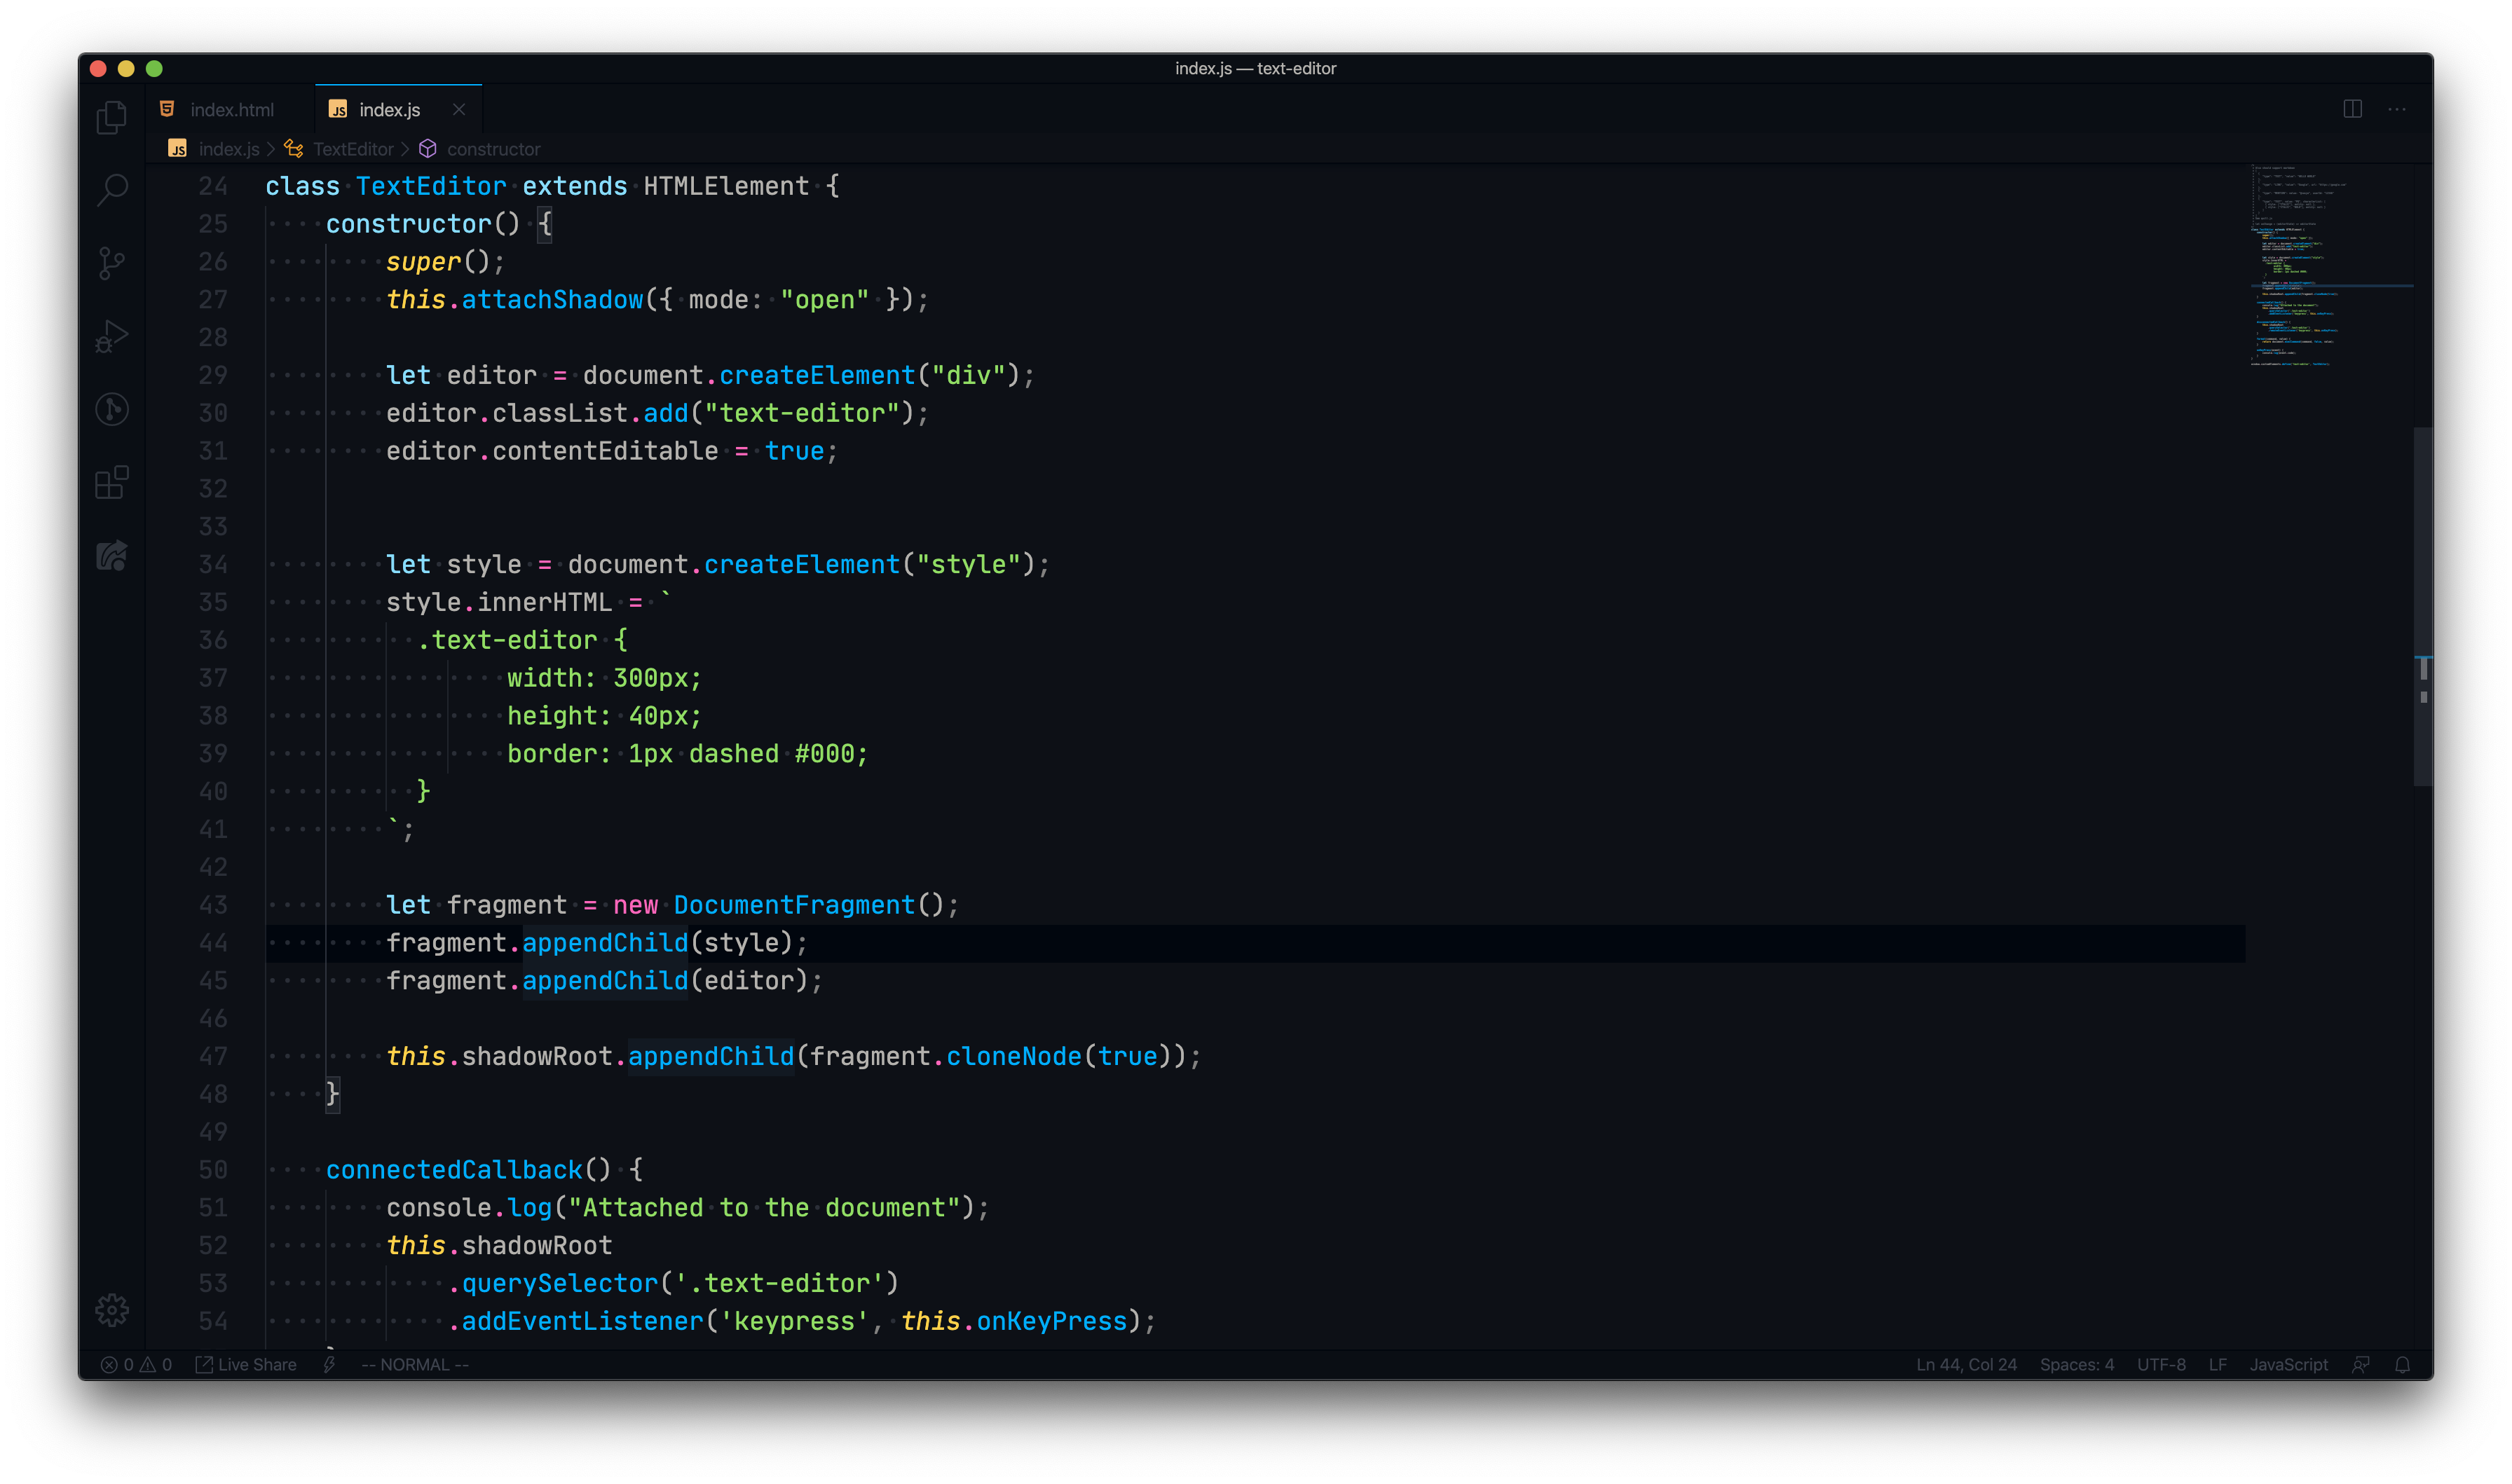 index.js — text-editor
index.html
JS index.js
JS index.js > TextEditor > constructor
24 class TextEditor extends HTMLElement {
25     constructor() {
26         super();
27         this.attachShadow({ mode: "open" });
28
29         let editor = document.createElement("div");
30         editor.classList.add("text-editor");
31         editor.contentEditable = true;
32
33
34         let style = document.createElement("style");
35         style.innerHTML = `
36           .text-editor {
37                 width: 300px;
38                 height: 40px;
39                 border: 1px dashed #000;
40           }
41         `;
42
43         let fragment = new DocumentFragment();
44         fragment.appendChild(style);
45         fragment.appendChild(editor);
46
47         this.shadowRoot.appendChild(fragment.cloneNode(true));
48     }
49
50     connectedCallback() {
51         console.log("Attached to the document");
52         this.shadowRoot
53             .querySelector('.text-editor')
54             .addEventListener('keypress', this.onKeyPress);
0 0 Live Share -- NORMAL -- Ln 44, Col 24 Spaces: 4 UTF-8 LF JavaScript